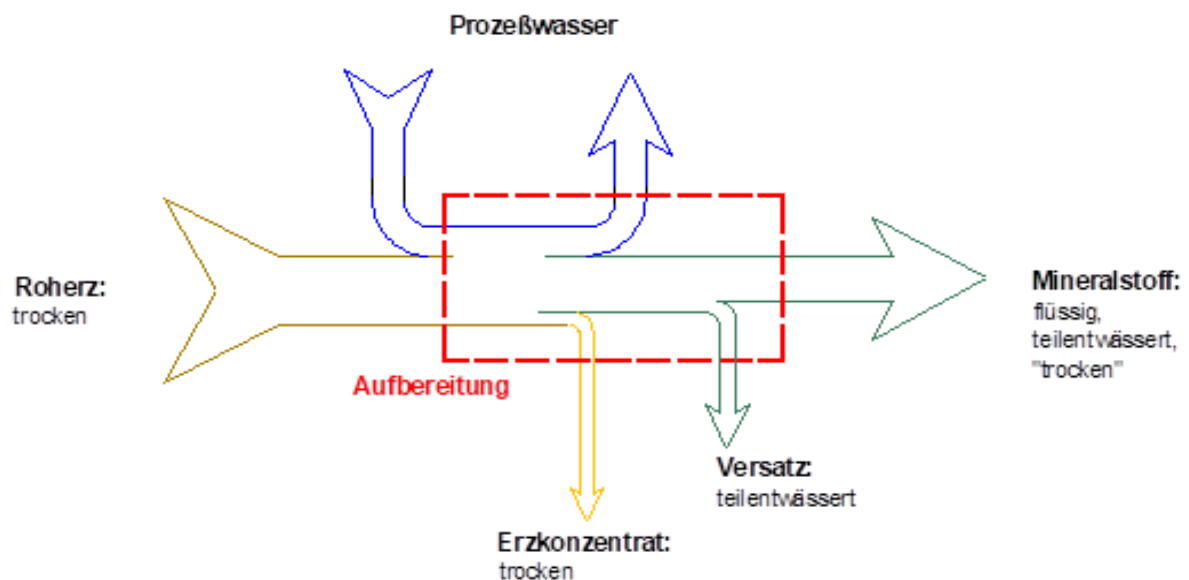 Prozeßwasser
Roherz:
trocken
Mineralstoff:
flüssig,
teilentwässert,
"trocken"
Aufbereitung
Versatz:
teilentwässert
Erzkonzentrat:
trocken